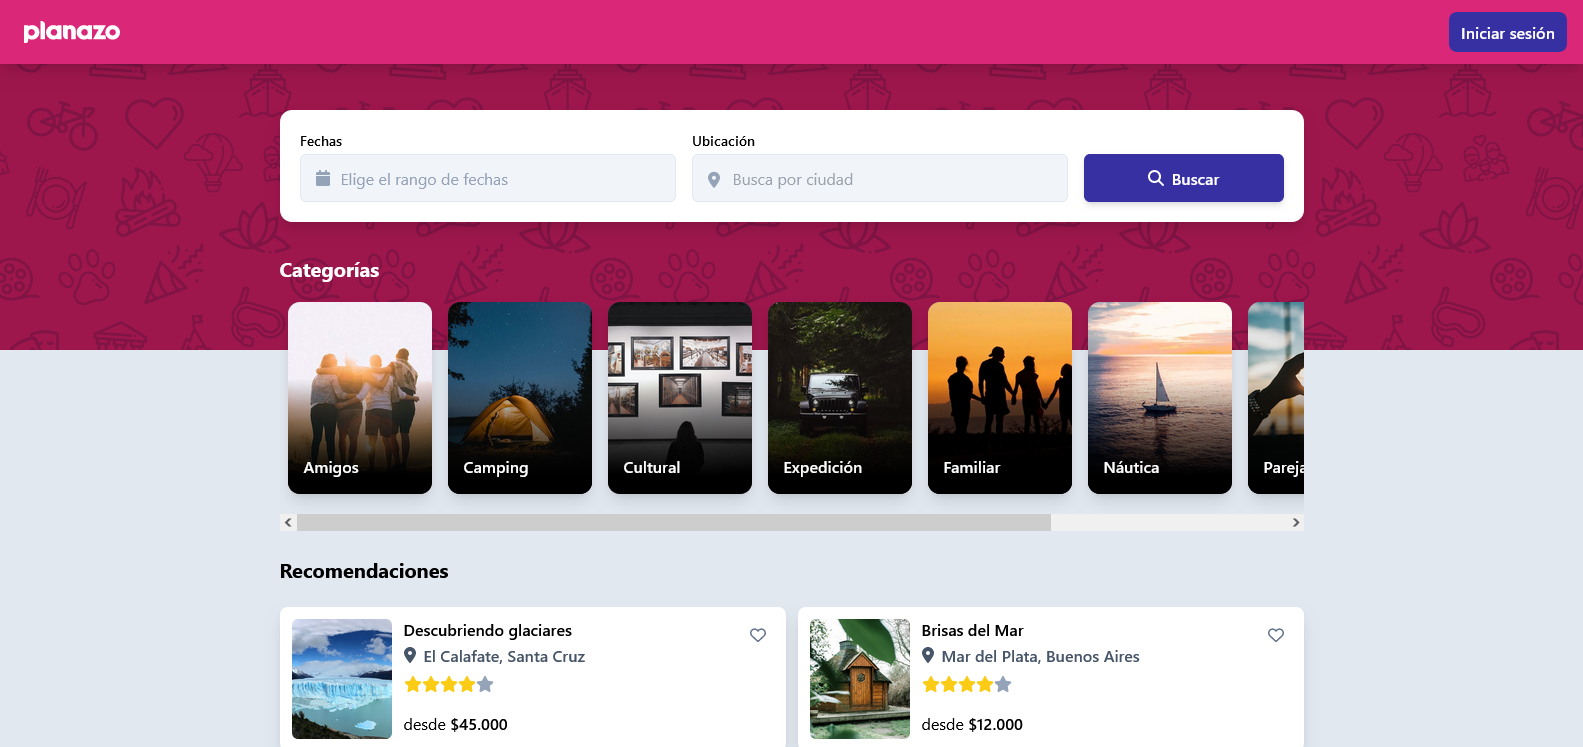 planazo
Iniciar sesión
Fechas
Ubicación
Elige el rango de fechas
Busca por ciudad
Buscar
Categorías
Amigos
Camping
Cultural
Expedición
Familiar
Náutica
Pareja
Recomendaciones
Descubriendo glaciares
El Calafate, Santa Cruz
desde $45.000
Brisas del Mar
Mar del Plata, Buenos Aires
desde $12.000